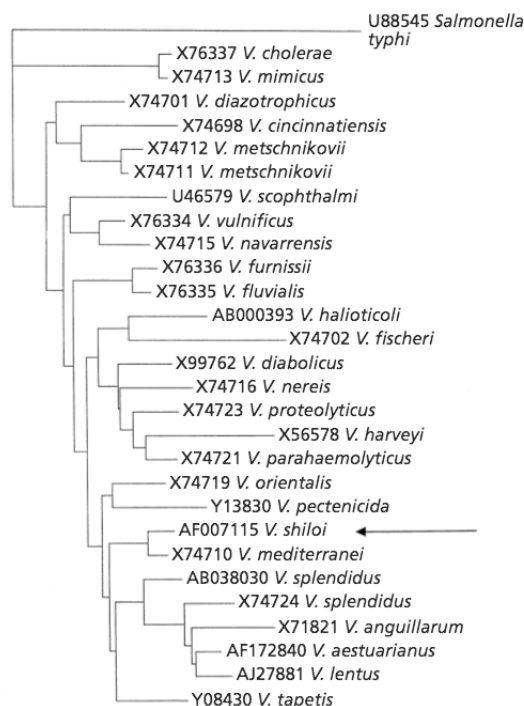 U88545 Salmonella
typhi
X76337 V. cholerae
X74713 V. mimicus
X74701 V. diazotrophicus
X74698 V. cincinnatiensis
X74712 V. metschnikovii
X74711 V. metschnikovii
U46579 V. scophthalmi
X76334 V. vulnificus
X74715 V. navarrensis
X76336 V. furnissii
X76335 V. fluvialis
AB000393 V. halioticoli
X74702 V. fischeri
X99762 V. diabolicus
X74716 V. nereis
X74723 V. proteolyticus
X56578 V. harveyi
X74721 V. parahaemolyticus
X74719 V. orientalis
Y13830 V. pectenicida
AF007115 V. shiloi
X74710 V. mediterranei
AB038030 V. splendidus
X74724 V. splendidus
X71821 V. anguillarum
AF172840 V. aestuarianus
AJ27881 V. lentus
Y08430 V. tapetis